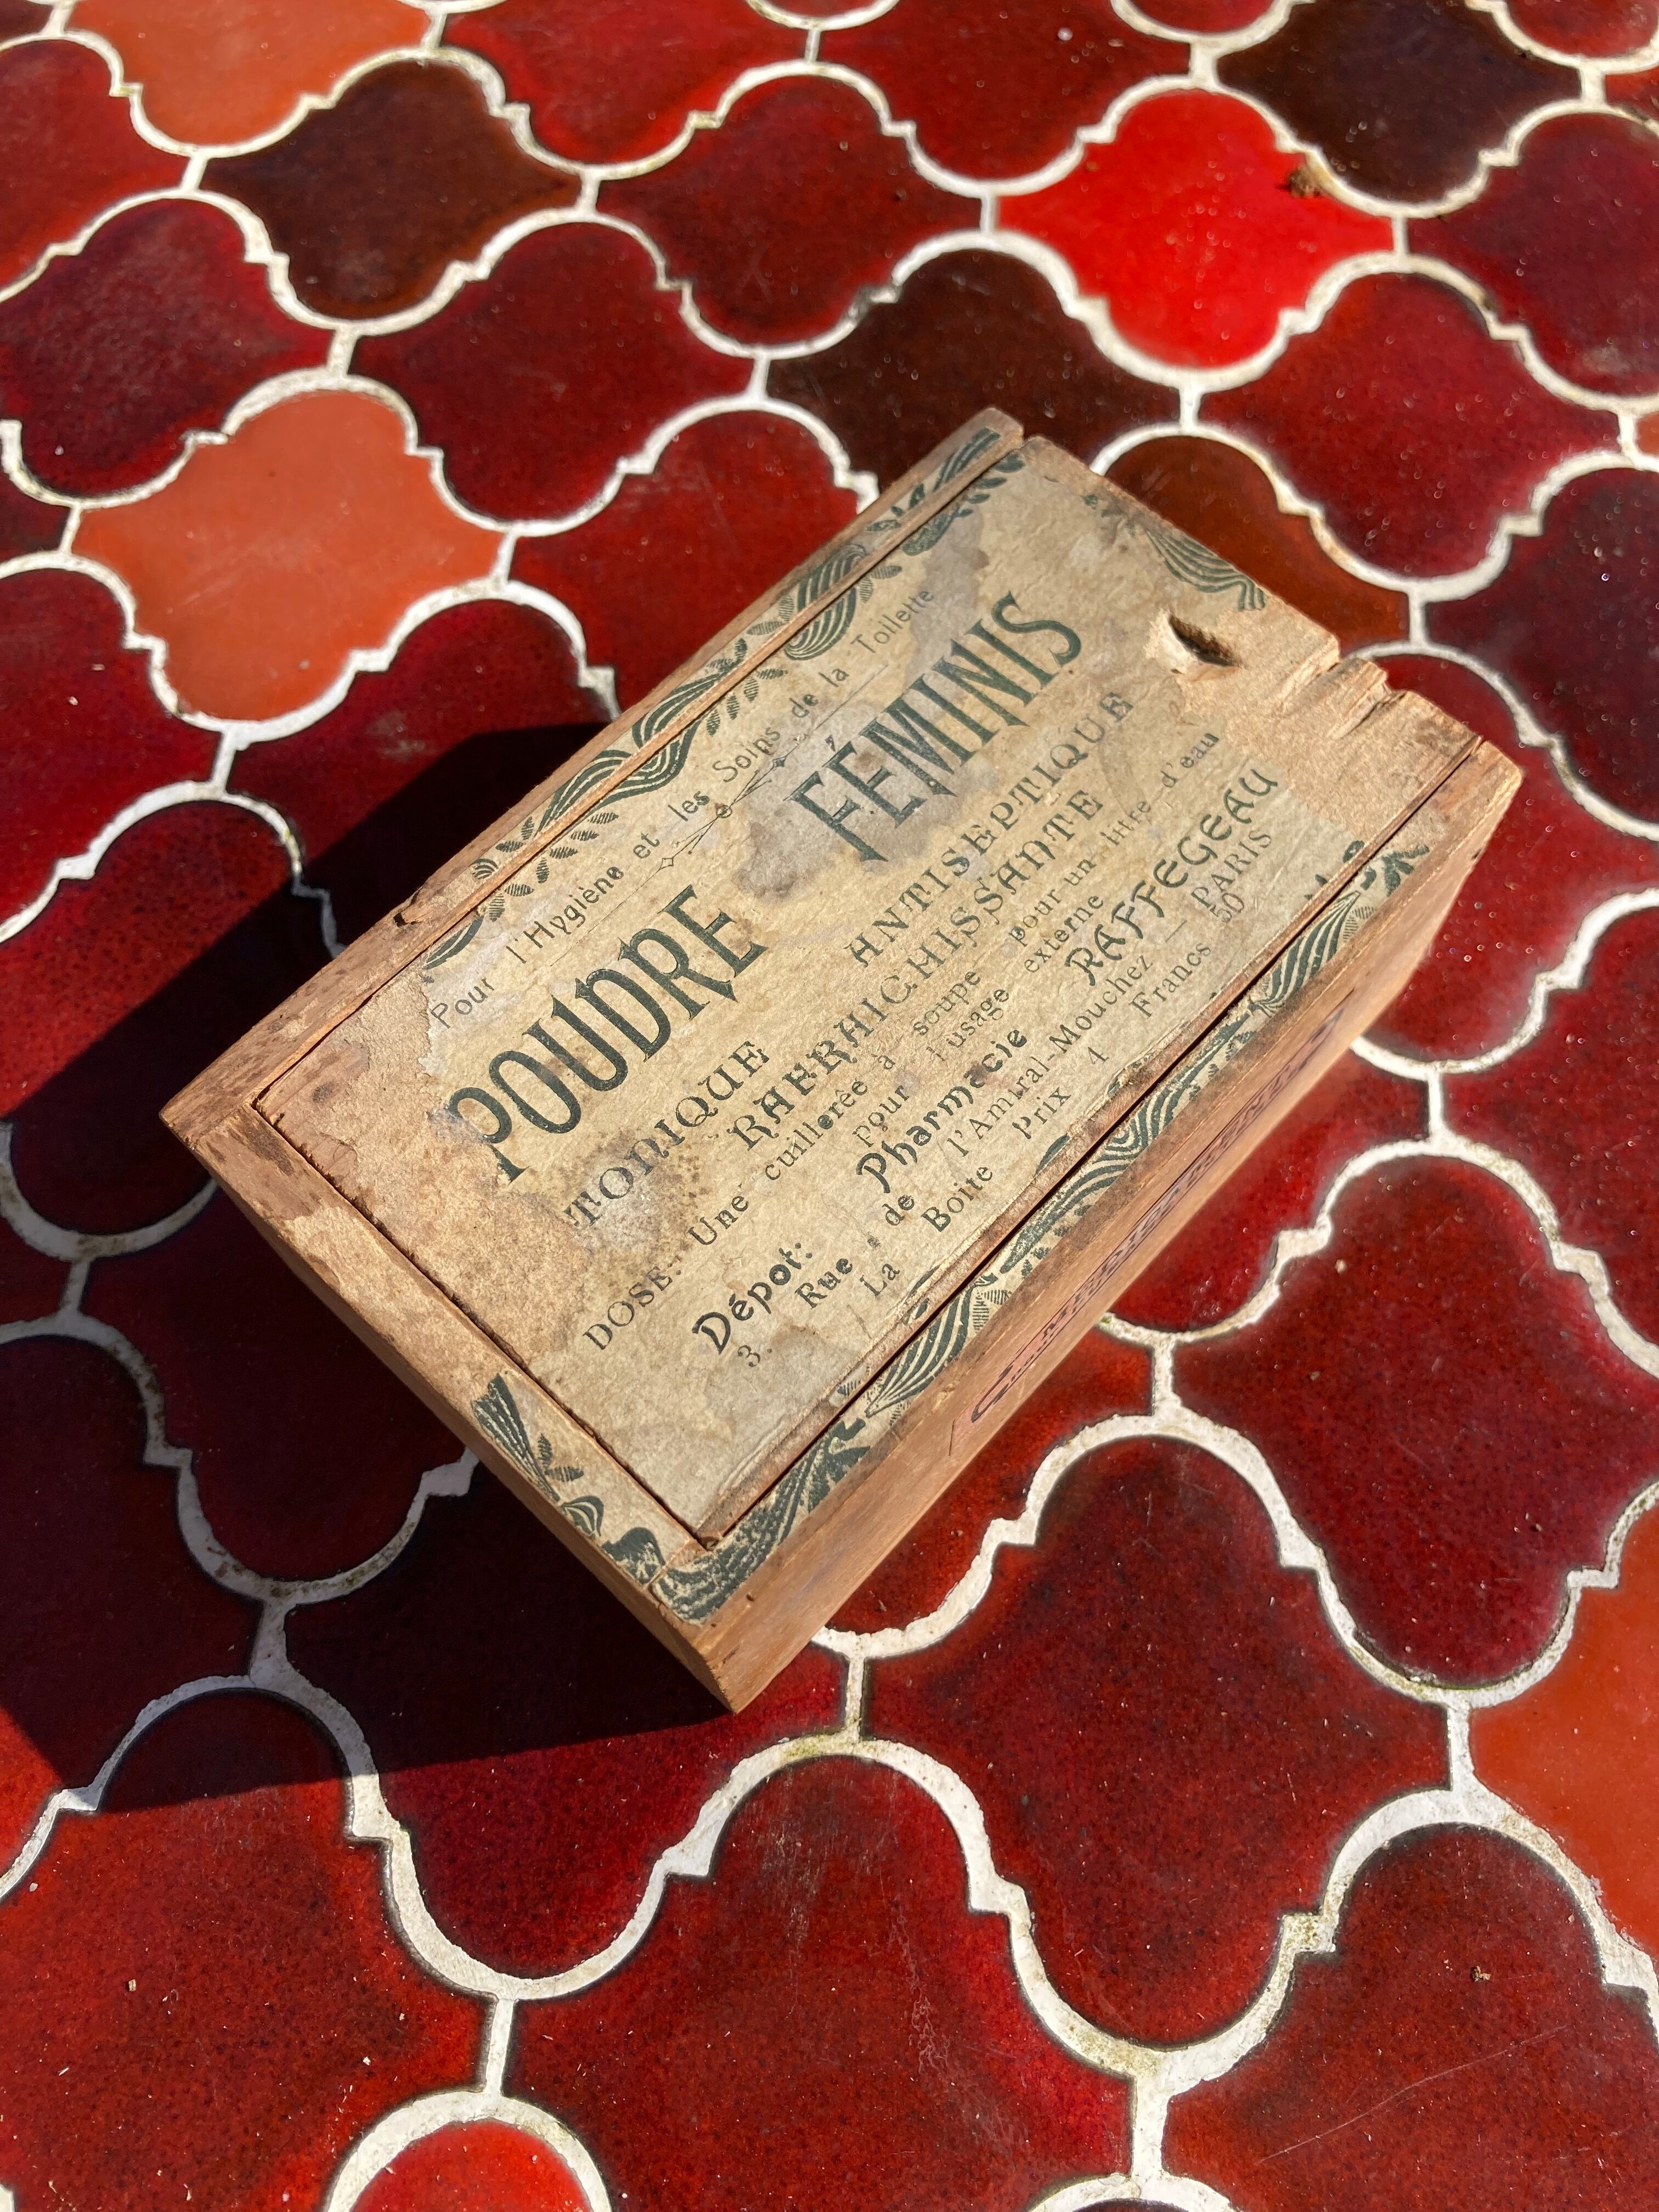 Pour l'Hygiène et les Soins de la Toilette
POUDRE FÉMINIS
TONIQUE ANTISEPTIQUE
RAFRAICHISSANTE
DOSE: Une cuillerée à soupe pour un litre d'eau
pour l'usage externe
Dépot: Pharmacie RAFFEGEAU
3. Rue de l'Amiral-Mouchez — PARIS
La Boite Prix 1 Francs 50